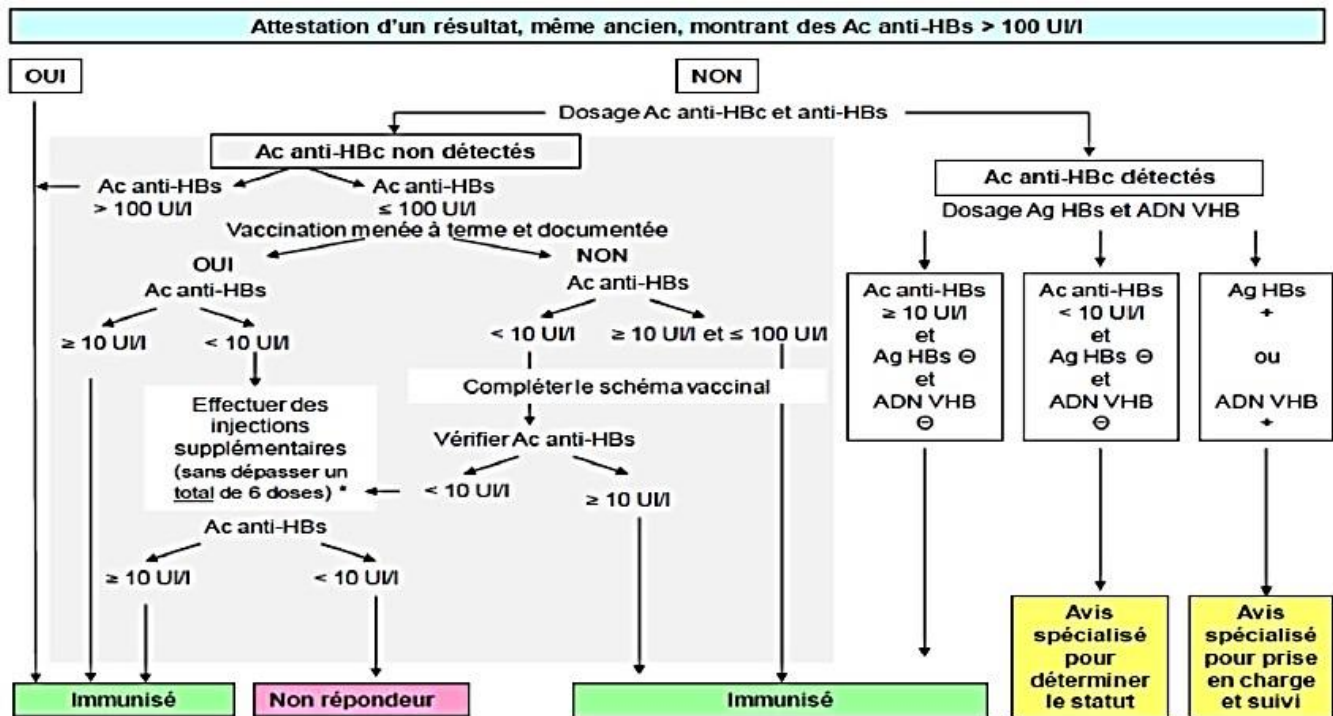 Attestation d'un résultat, même ancien, montrant des Ac anti-HBs > 100 UI/l
OUI
NON
Dosage Ac anti-HBc et anti-HBs
Ac anti-HBc non détectés
Ac anti-HBs
> 100 UI/l
Ac anti-HBs
≤ 100 UI/l
Vaccination menée à terme et documentée
OUI
Ac anti-HBs
≥ 10 UI/l
< 10 UI/l
Effectuer des
injections
supplémentaires
(sans dépasser un
total de 6 doses) *
Ac anti-HBs
≥ 10 UI/l
< 10 UI/l
NON
Ac anti-HBs
< 10 UI/l
≥ 10 UI/l et ≤ 100 UI/l
Compléter le schéma vaccinal
Vérifier Ac anti-HBs
< 10 UI/l
≥ 10 UI/l
Ac anti-HBc détectés
Dosage Ag HBs et ADN VHB
Ac anti-HBs
≥ 10 UI/l
et
Ag HBs ⊖
et
ADN VHB
⊖
Ac anti-HBs
< 10 UI/l
et
Ag HBs ⊖
et
ADN VHB
⊖
Ag HBs
+
ou
ADN VHB
+
Immunisé
Non répondeur
Immunisé
Avis
spécialisé
pour
déterminer
le statut
Avis
spécialisé
pour prise
en charge
et suivi